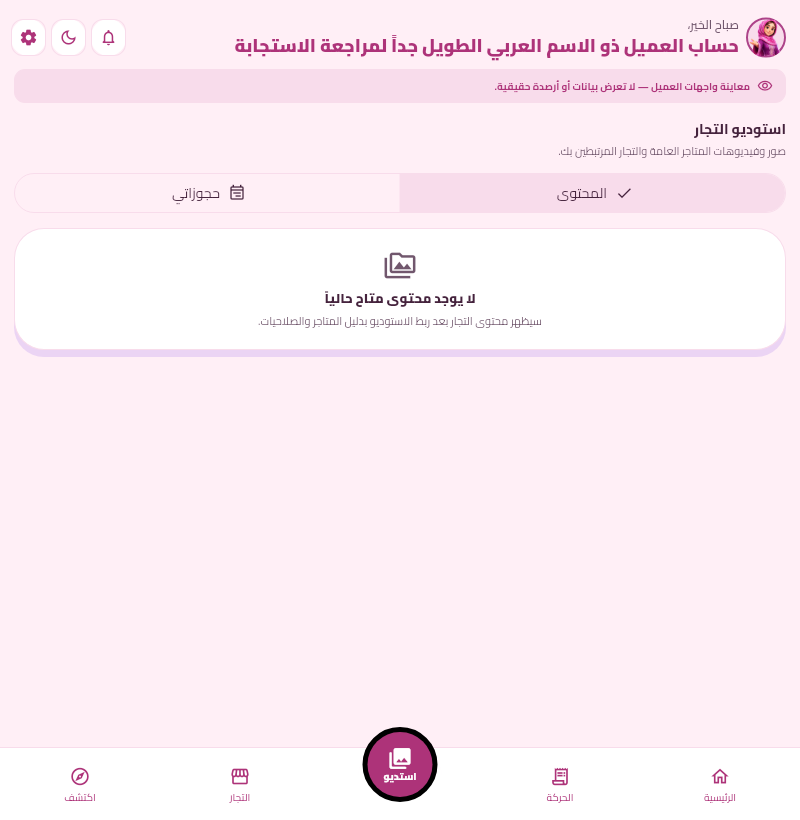 صباح الخير،
حساب العميل ذو الاسم العربي الطويل جداً لمراجعة الاستجابة
معاينة واجهات العميل — لا تعرض بيانات أو أرصدة حقيقية.
استوديو التجار
صور وفيديوهات المتاجر العامة والتجار المرتبطين بك.
المحتوى
حجوزاتي
لا يوجد محتوى متاح حالياً
سيظهر محتوى التجار بعد ربط الاستوديو بدليل المتاجر والصلاحيات.
الرئيسية
الحركة
استديو
التجار
اكتشف